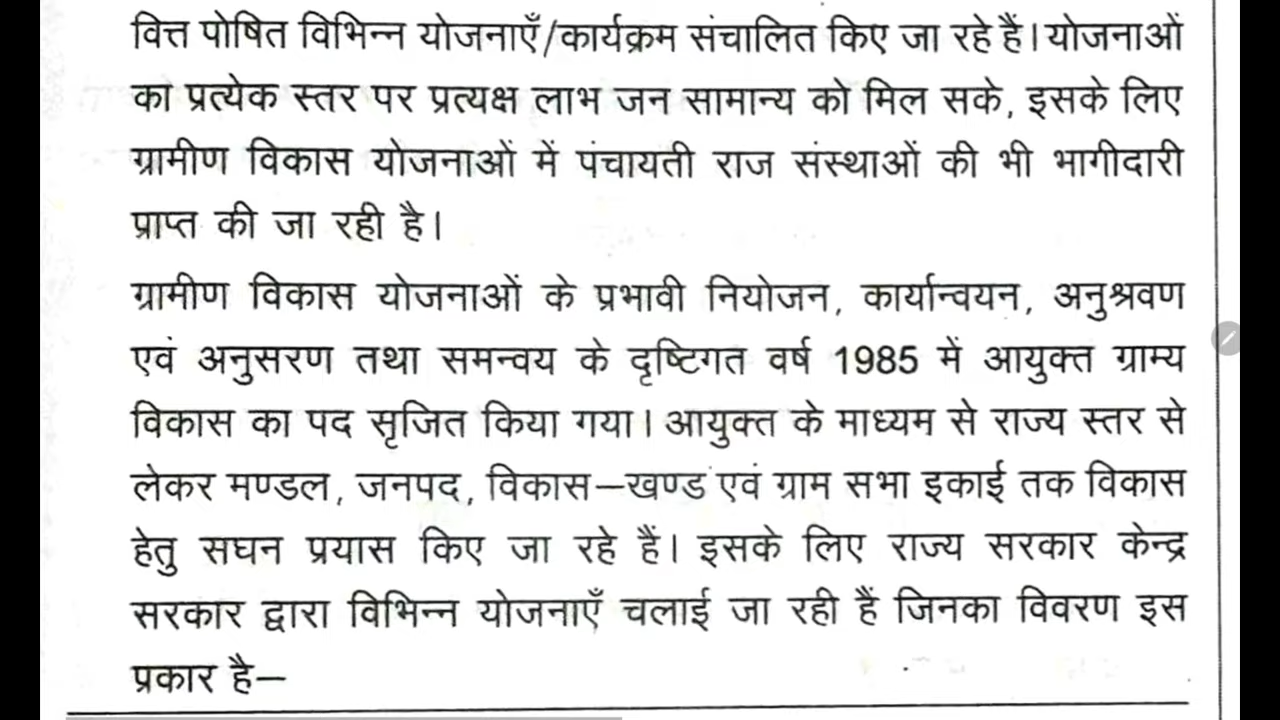 वित्त पोषित विभिन्न योजनाएँ/कार्यक्रम संचालित किए जा रहे हैं। योजनाओं
का प्रत्येक स्तर पर प्रत्यक्ष लाभ जन सामान्य को मिल सके, इसके लिए
ग्रामीण विकास योजनाओं में पंचायती राज संस्थाओं की भी भागीदारी
प्राप्त की जा रही है।
ग्रामीण विकास योजनाओं के प्रभावी नियोजन, कार्यान्वयन, अनुश्रवण
एवं अनुसरण तथा समन्वय के दृष्टिगत वर्ष 1985 में आयुक्त ग्राम्य
विकास का पद सृजित किया गया। आयुक्त के माध्यम से राज्य स्तर से
लेकर मण्डल, जनपद, विकास–खण्ड एवं ग्राम सभा इकाई तक विकास
हेतु सघन प्रयास किए जा रहे हैं। इसके लिए राज्य सरकार केन्द्र
सरकार द्वारा विभिन्न योजनाएँ चलाई जा रही हैं जिनका विवरण इस
प्रकार है–